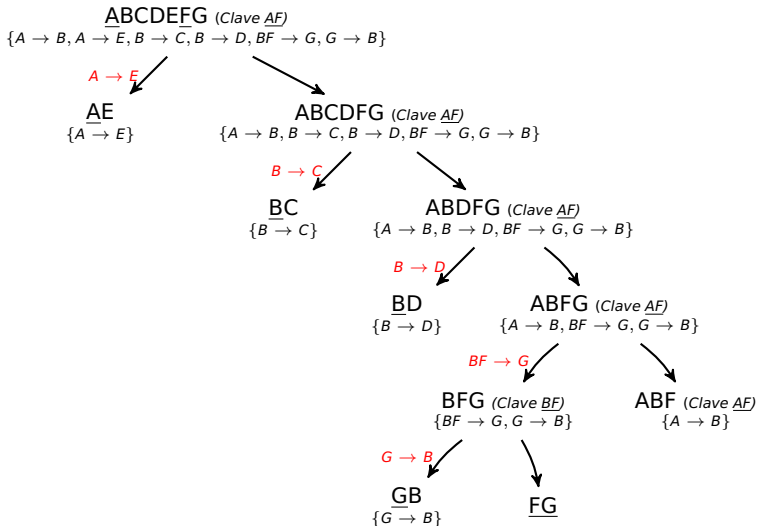 ABCDEFG (Clave AF)
{A → B, A → E, B → C, B → D, BF → G, G → B}
A → E
AE
{A → E}
ABCDFG (Clave AF)
{A → B, B → C, B → D, BF → G, G → B}
B → C
BC
{B → C}
ABDFG (Clave AF)
{A → B, B → D, BF → G, G → B}
B → D
BD
{B → D}
ABFG (Clave AF)
{A → B, BF → G, G → B}
BF → G
BFG (Clave BF)
{BF → G, G → B}
ABF (Clave AF)
{A → B}
G → B
GB
{G → B}
FG